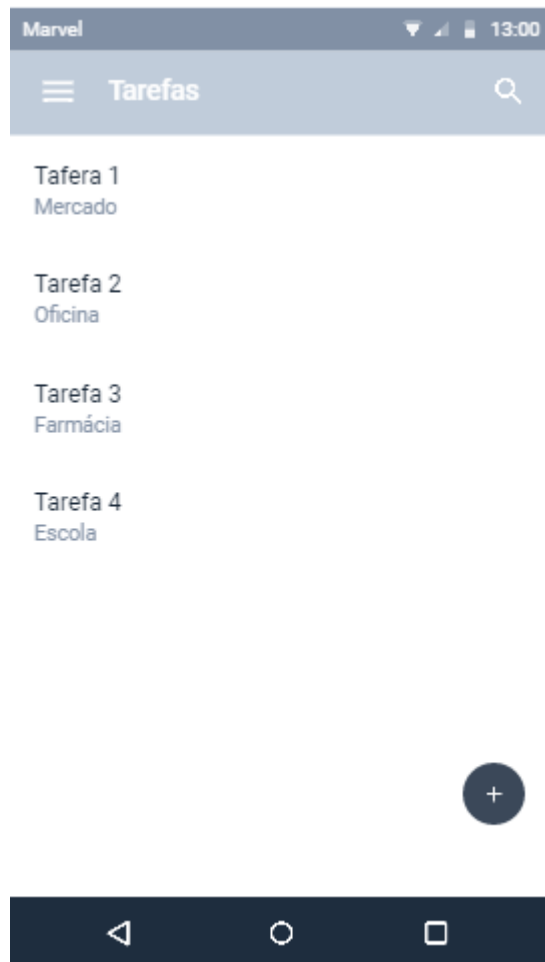 Marvel 13:00
Tarefas
Tafera 1
Mercado
Tarefa 2
Oficina
Tarefa 3
Farmácia
Tarefa 4
Escola
+